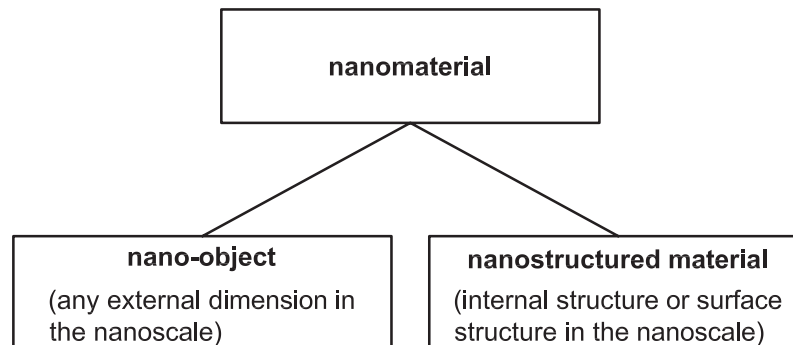 nanomaterial
nano-object
(any external dimension in
the nanoscale)
nanostructured material
(internal structure or surface
structure in the nanoscale)